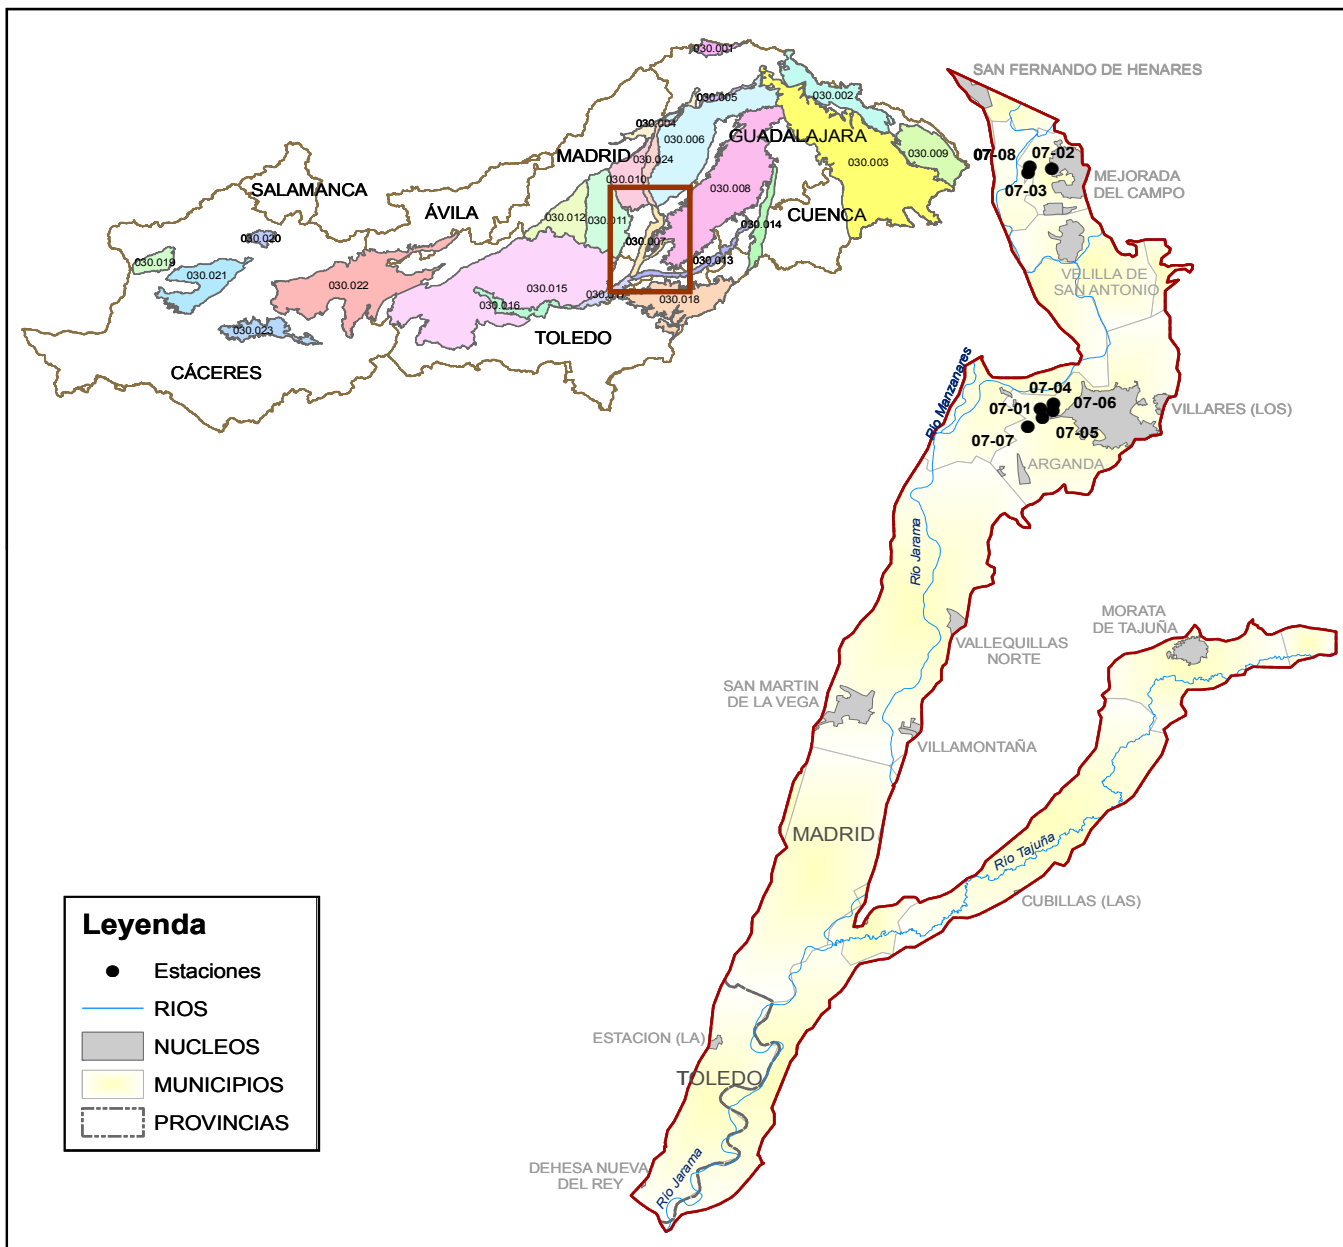 030.001
030.002
030.005
030.004
030.006
GUADALAJARA
030.009
MADRID
030.024
030.003
030.010
030.008
SALAMANCA
ÁVILA
030.012
030.011
CUENCA
030.014
030.020
030.007
030.019
030.013
030.021
030.022
030.015
030.016
030.018
030.023
TOLEDO
CÁCERES
SAN FERNANDO DE HENARES
07-08
07-02
07-03
MEJORADA
DEL CAMPO
VELILLA DE
SAN ANTONIO
Río Manzanares
07-04
07-01
07-06
VILLARES (LOS)
07-07
07-05
ARGANDA
Río Jarama
MORATA
DE TAJUÑA
VALLEQUILLAS
NORTE
SAN MARTIN
DE LA VEGA
VILLAMONTAÑA
MADRID
Río Tajuña
CUBILLAS (LAS)
ESTACION (LA)
TOLEDO
DEHESA NUEVA
DEL REY
Río Jarama
Leyenda
Estaciones
RIOS
NUCLEOS
MUNICIPIOS
PROVINCIAS